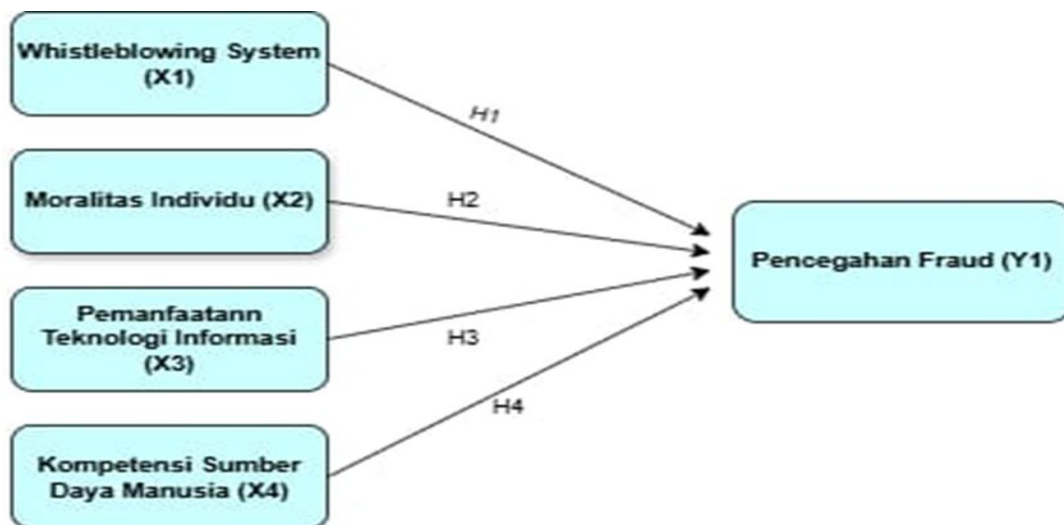 Whistleblowing System
(X1)
H1
Moralitas Individu (X2)
H2
Pencegahan Fraud (Y1)
Pemanfaatann
Teknologi Informasi
(X3)
H3
H4
Kompetensi Sumber
Daya Manusia (X4)